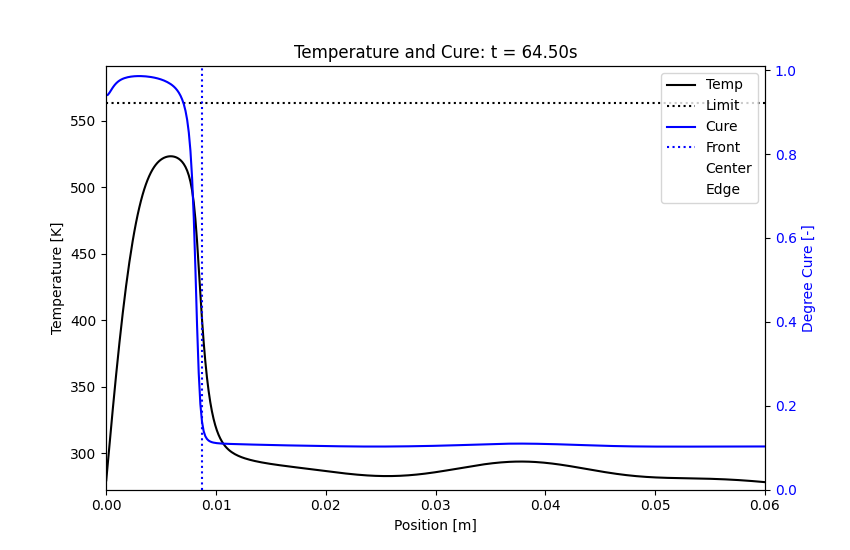 Temperature and Cure: t = 64.50s
Temp
Limit
Cure
Front
Center
Edge
550
500
450
400
350
300
Temperature [K]
1.0
0.8
0.6
0.4
0.2
0.0
Degree Cure [-]
0.00 0.01 0.02 0.03 0.04 0.05 0.06
Position [m]